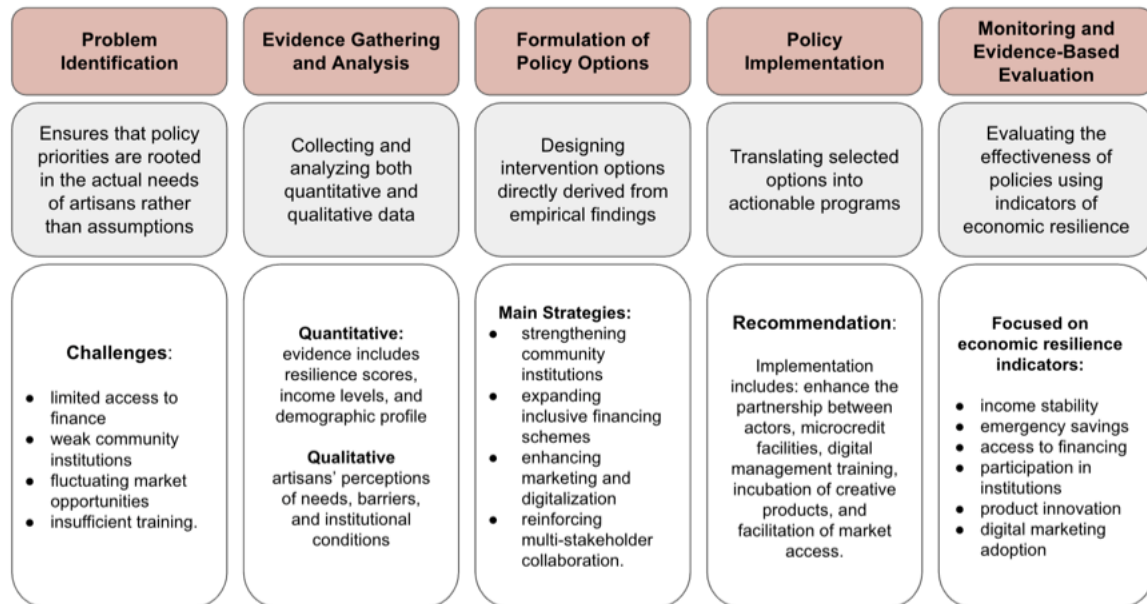 Problem
Identification
Evidence Gathering
and Analysis
Formulation of
Policy Options
Policy
Implementation
Monitoring and
Evidence-Based
Evaluation
Ensures that policy
priorities are rooted
in the actual needs
of artisans rather
than assumptions
Collecting and
analyzing both
quantitative and
qualitative data
Designing
intervention options
directly derived from
empirical findings
Translating selected
options into
actionable programs
Evaluating the
effectiveness of
policies using
indicators of
economic resilience
Challenges:
● limited access to
finance
● weak community
institutions
● fluctuating market
opportunities
● insufficient training.
Quantitative:
evidence includes
resilience scores,
income levels, and
demographic profile
Qualitative
artisans' perceptions
of needs, barriers,
and institutional
conditions
Main Strategies:
● strengthening
community
institutions
● expanding
inclusive financing
schemes
● enhancing
marketing and
digitalization
● reinforcing
multi-stakeholder
collaboration.
Recommendation:
Implementation
includes: enhance the
partnership between
actors, microcredit
facilities, digital
management training,
incubation of creative
products, and
facilitation of market
access.
Focused on
economic resilience
indicators:
● income stability
● emergency savings
● access to financing
● participation in
institutions
● product innovation
● digital marketing
adoption